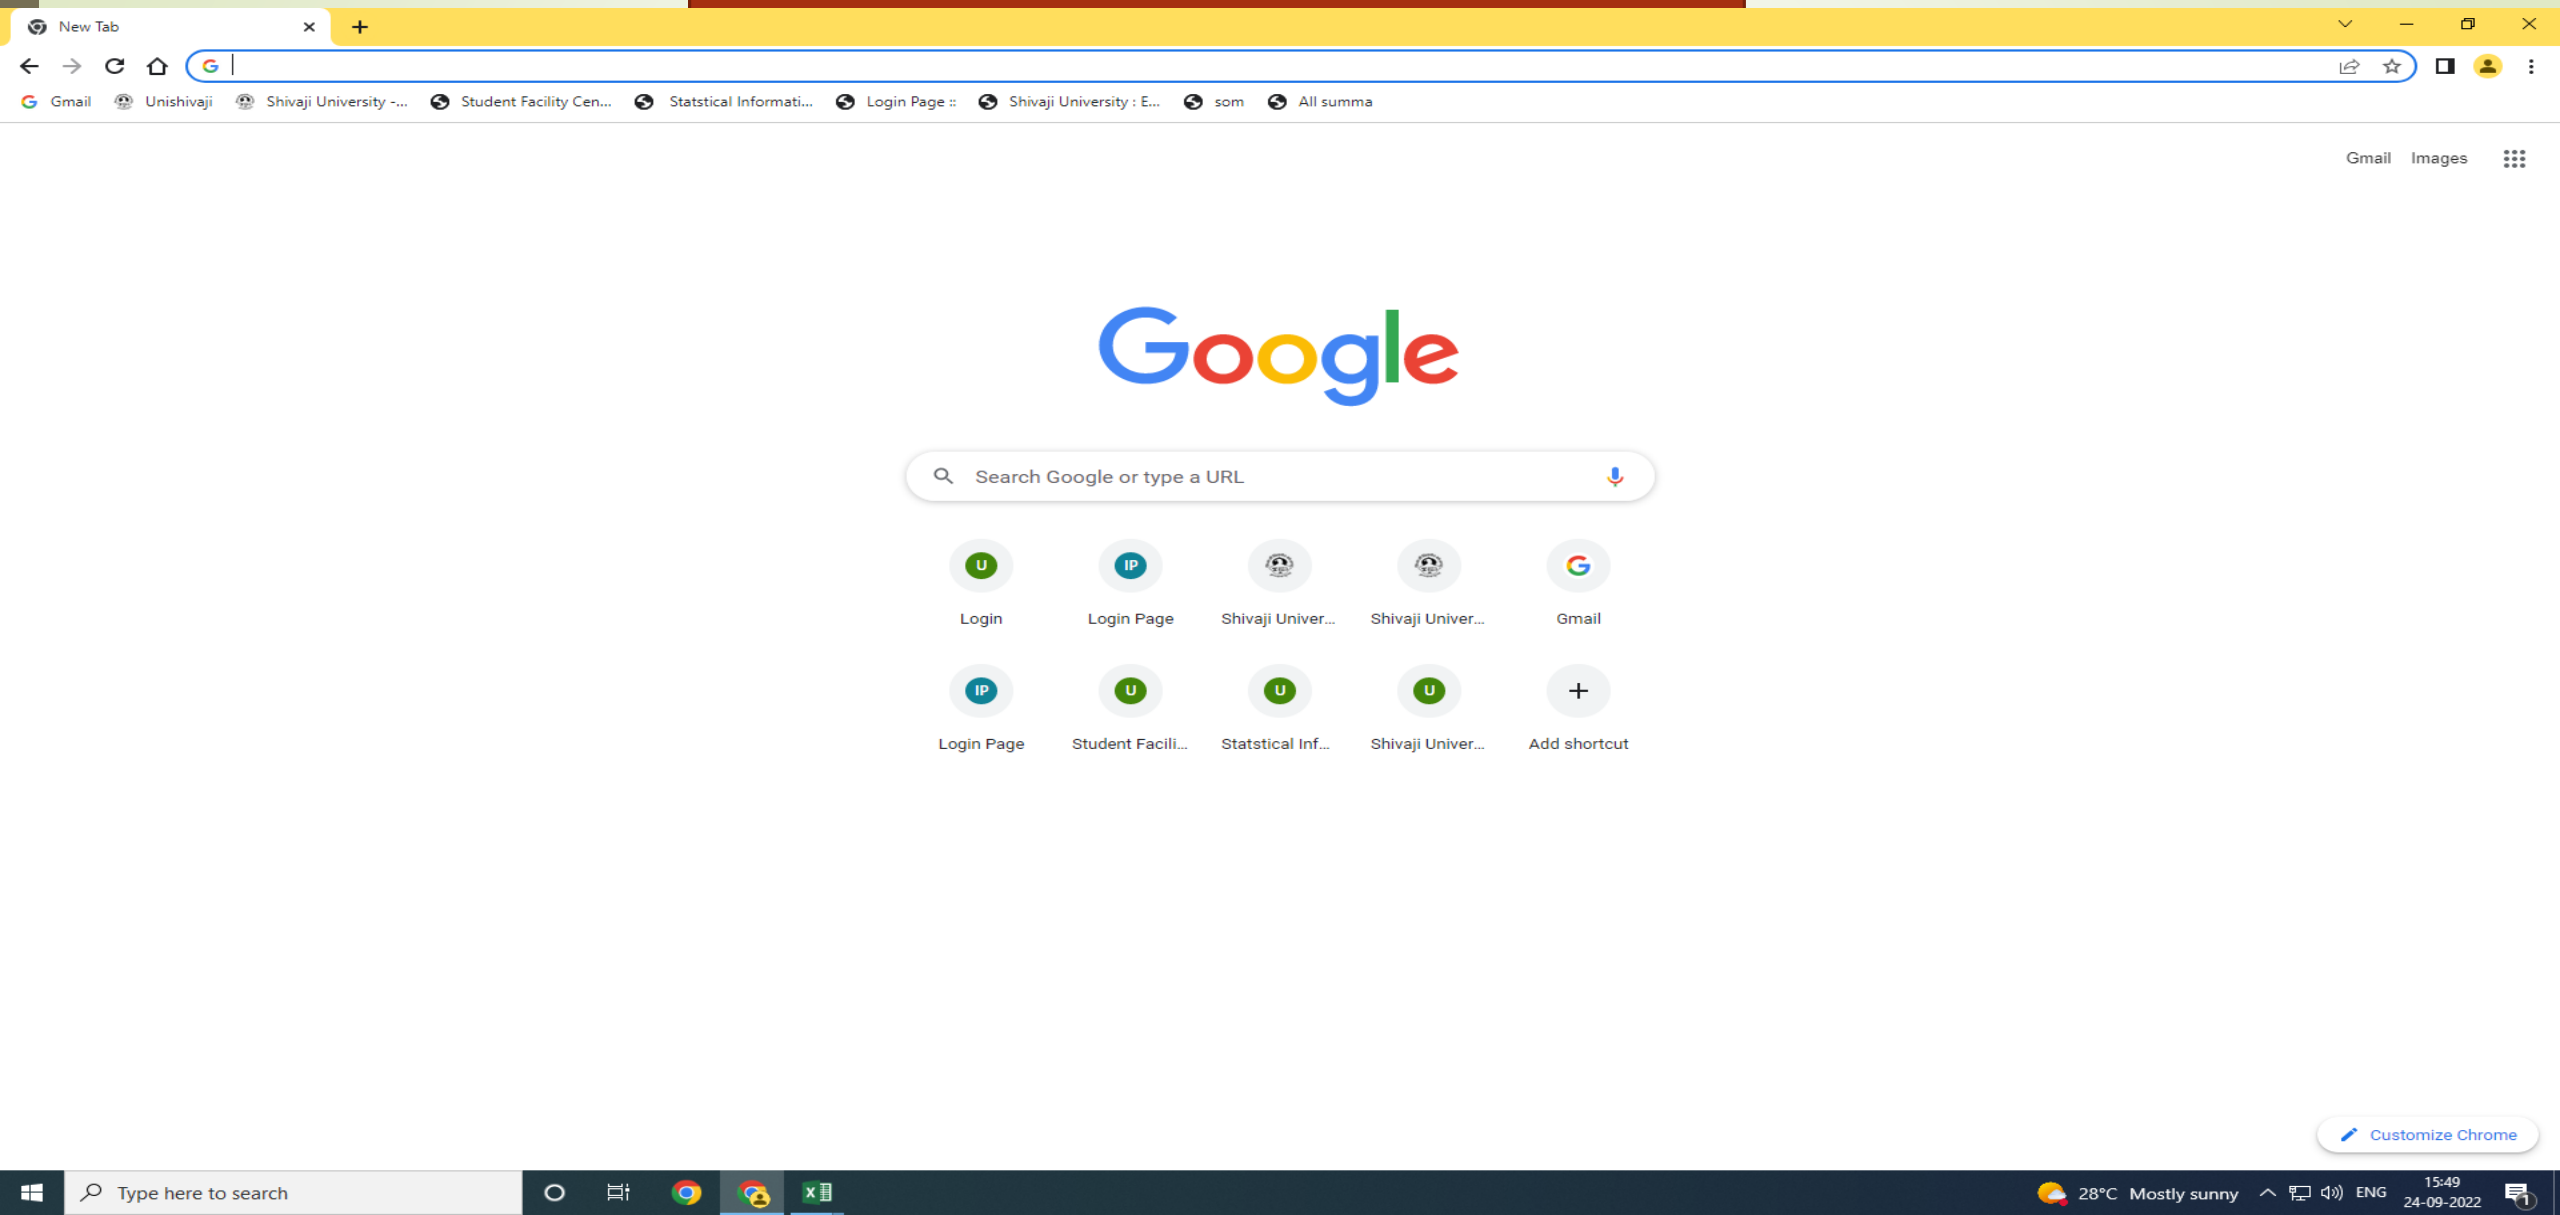 New Tab
Gmail Unishivaji Shivaji University -... Student Facility Cen... Statstical Informati... Login Page :: Shivaji University : E... som All summa
Gmail Images
Google
Search Google or type a URL
U IP
Login Login Page Shivaji Univer... Shivaji Univer... Gmail
IP U U U
Login Page Student Facili... Statstical Inf... Shivaji Univer... Add shortcut
Customize Chrome
Type here to search
28°C Mostly sunny ENG
15:49
24-09-2022
1